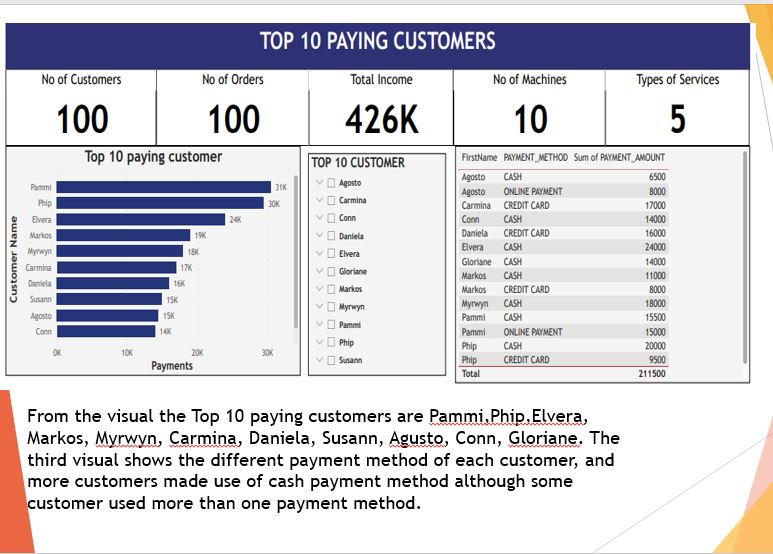 TOP 10 PAYING CUSTOMERS
No of Customers
100
No of Orders
100
Total Income
426K
No of Machines
10
Types of Services
5
Top 10 paying customer
Customer Name
Pammi 31K
Phip 30K
Elvera 24K
Markos 19K
Myrwyn 18K
Carmina 17K
Daniela 16K
Susann 15K
Agosto 15K
Conn 14K
0K 10K 20K 30K
Payments
TOP 10 CUSTOMER
Agosto
Carmina
Conn
Daniela
Elvera
Gloriane
Markos
Myrwyn
Pammi
Phip
Susann
FirstName PAYMENT_METHOD Sum of PAYMENT_AMOUNT
Agosto CASH 6500
Agosto ONLINE PAYMENT 8000
Carmina CREDIT CARD 17000
Conn CASH 14000
Daniela CREDIT CARD 16000
Elvera CASH 24000
Gloriane CASH 14000
Markos CASH 11000
Markos CREDIT CARD 8000
Myrwyn CASH 18000
Pammi CASH 15500
Pammi ONLINE PAYMENT 15000
Phip CASH 20000
Phip CREDIT CARD 9500
Total 211500
From the visual the Top 10 paying customers are Pammi,Phip.Elvera,
Markos, Myrwyn, Carmina, Daniela, Susann, Agusto, Conn, Gloriane. The
third visual shows the different payment method of each customer, and
more customers made use of cash payment method although some
customer used more than one payment method.